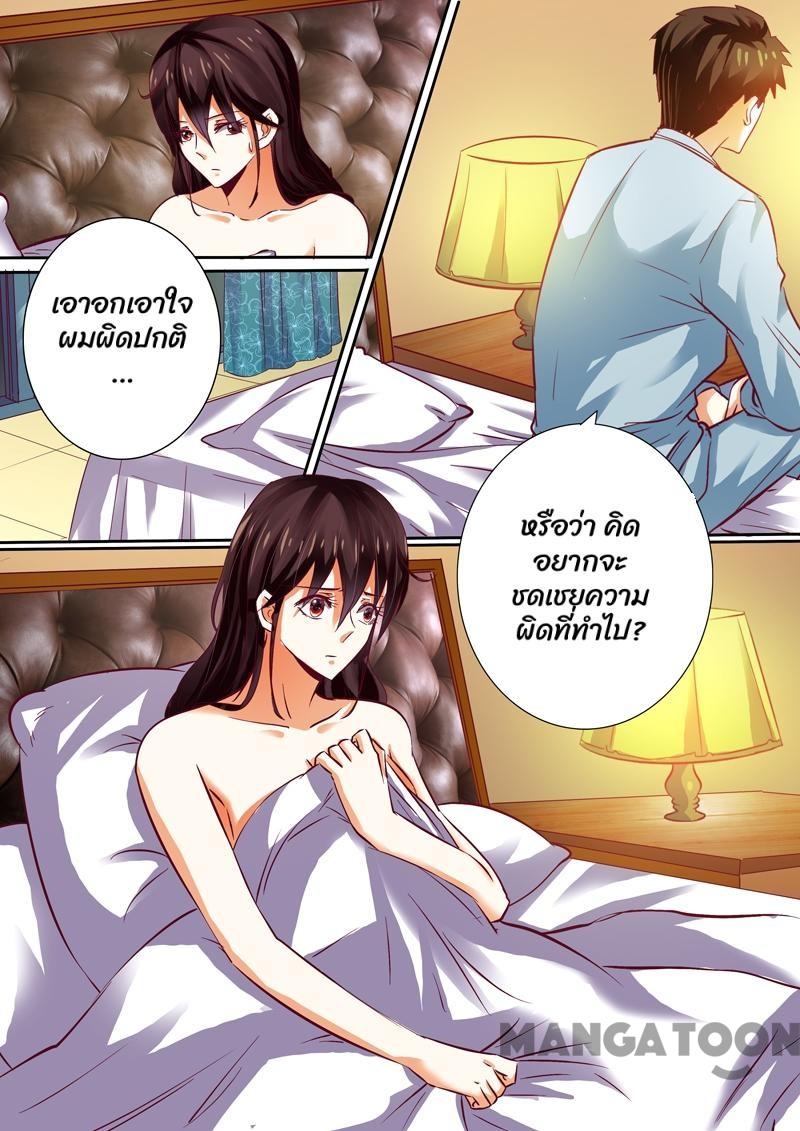 เอาอกเอาใจ
ผมผิดปกติ
...
หรือว่า คิด
อยากจะ
ชดเชยความ
ผิดที่ทำไป?
MANGATOON